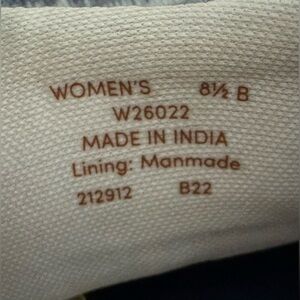 WOMEN'S 8½ B
W26022
MADE IN INDIA
Lining: Manmade
212912 B22